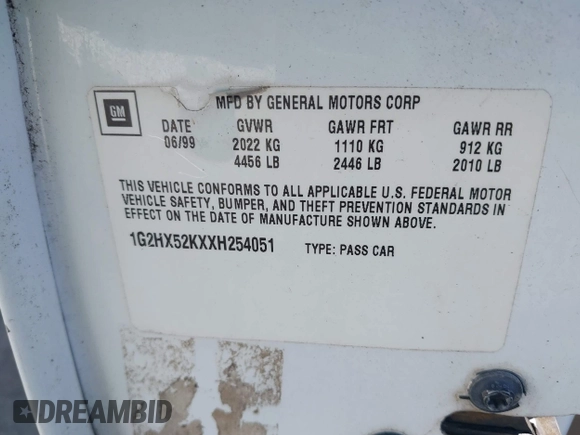 GM
MFD BY GENERAL MOTORS CORP
DATE GVWR GAWR FRT GAWR RR
06/99 2022 KG 1110 KG 912 KG
4456 LB 2446 LB 2010 LB
THIS VEHICLE CONFORMS TO ALL APPLICABLE U.S. FEDERAL MOTOR
VEHICLE SAFETY, BUMPER, AND THEFT PREVENTION STANDARDS IN
EFFECT ON THE DATE OF MANUFACTURE SHOWN ABOVE.
1G2HX52KXXH254051 TYPE: PASS CAR
DREAMBID